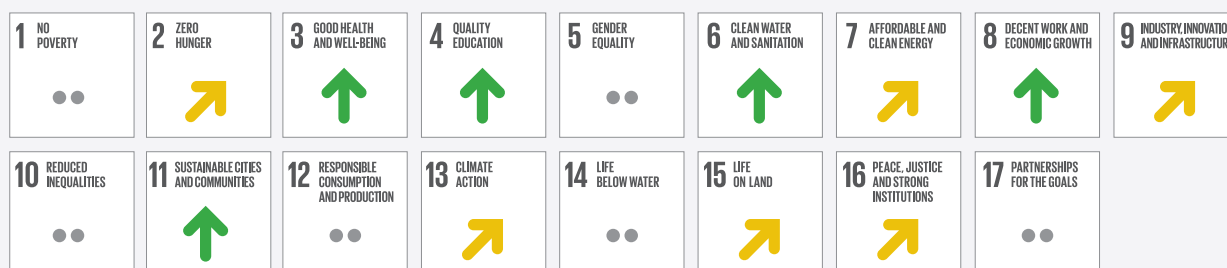 1 NO
POVERTY
2 ZERO
HUNGER
3 GOOD HEALTH
AND WELL-BEING
4 QUALITY
EDUCATION
5 GENDER
EQUALITY
6 CLEAN WATER
AND SANITATION
7 AFFORDABLE AND
CLEAN ENERGY
8 DECENT WORK AND
ECONOMIC GROWTH
9 INDUSTRY, INNOVATIO
AND INFRASTRUCTUR
10 REDUCED
INEQUALITIES
11 SUSTAINABLE CITIES
AND COMMUNITIES
12 RESPONSIBLE
CONSUMPTION
AND PRODUCTION
13 CLIMATE
ACTION
14 LIFE
BELOW WATER
15 LIFE
ON LAND
16 PEACE, JUSTICE
AND STRONG
INSTITUTIONS
17 PARTNERSHIPS
FOR THE GOALS